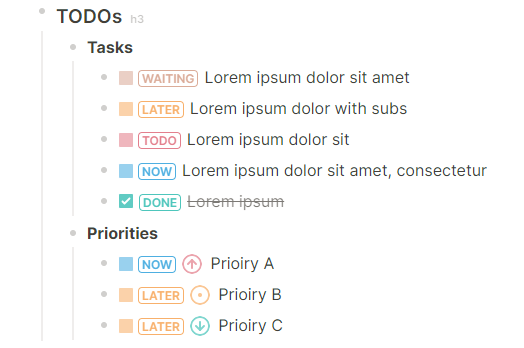 TODOs h3
Tasks
WAITING Lorem ipsum dolor sit amet
LATER Lorem ipsum dolor with subs
TODO Lorem ipsum dolor sit
NOW Lorem ipsum dolor sit amet, consectetur
DONE Lorem ipsum
Priorities
NOW Prioiry A
LATER Prioiry B
LATER Prioiry C